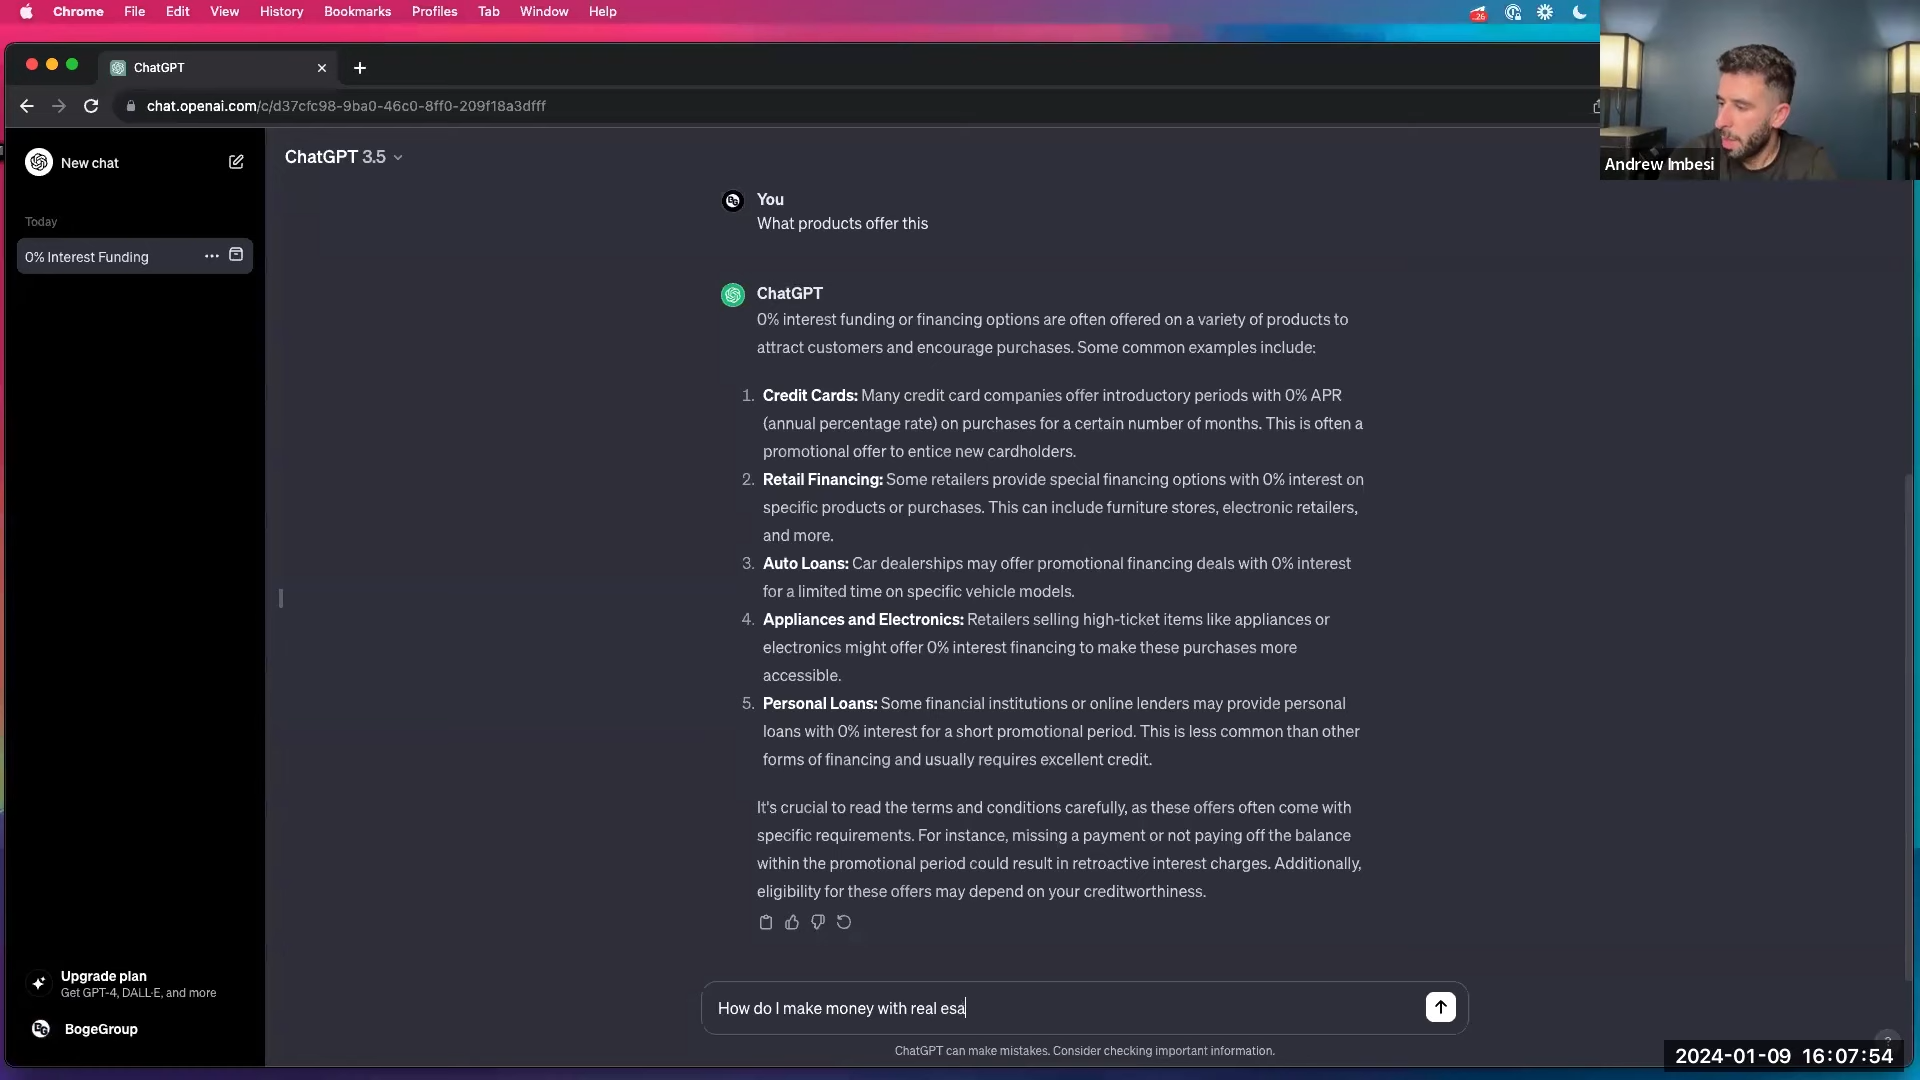 Chrome File Edit View History Bookmarks Profiles Tab Window Help
26
ChatGPT
chat.openai.com/c/d37cfc98-9ba0-46c0-8ff0-209f18a3dfff
Andrew Imbesi
New chat
ChatGPT 3.5
Today
0% Interest Funding
You
What products offer this
ChatGPT
0% interest funding or financing options are often offered on a variety of products to
attract customers and encourage purchases. Some common examples include:
1. Credit Cards: Many credit card companies offer introductory periods with 0% APR
(annual percentage rate) on purchases for a certain number of months. This is often a
promotional offer to entice new cardholders.
2. Retail Financing: Some retailers provide special financing options with 0% interest on
specific products or purchases. This can include furniture stores, electronic retailers,
and more.
3. Auto Loans: Car dealerships may offer promotional financing deals with 0% interest
for a limited time on specific vehicle models.
4. Appliances and Electronics: Retailers selling high-ticket items like appliances or
electronics might offer 0% interest financing to make these purchases more
accessible.
5. Personal Loans: Some financial institutions or online lenders may provide personal
loans with 0% interest for a short promotional period. This is less common than other
forms of financing and usually requires excellent credit.
It's crucial to read the terms and conditions carefully, as these offers often come with
specific requirements. For instance, missing a payment or not paying off the balance
within the promotional period could result in retroactive interest charges. Additionally,
eligibility for these offers may depend on your creditworthiness.
Upgrade plan
Get GPT-4, DALL·E, and more
BogeGroup
How do I make money with real esa
ChatGPT can make mistakes. Consider checking important information.
?
2024-01-09 16:07:54